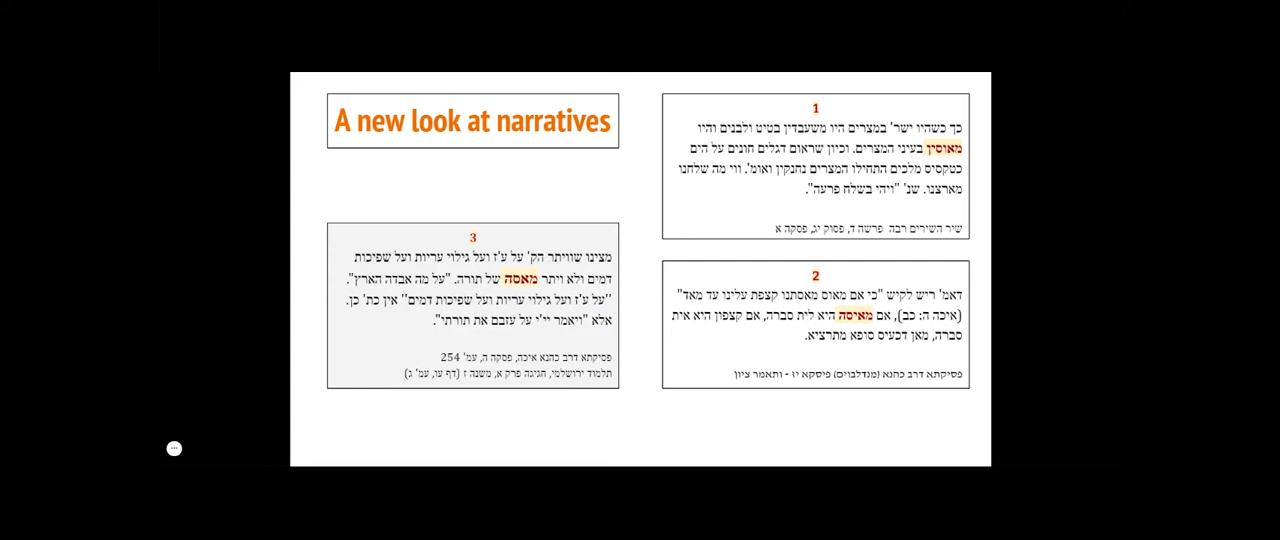 A new look at narratives
1
כך כשהיו ישר' במצרים היו משעבדין בטיט ולבנים והיו
מאוסין בעיני המצרים. וכיון שראום דגלים חונים על הים
כטקסיס מלכים התחילו המצרים נחנקין ואומ'. ווי מה שלחנו
מארצנו. שנ' "ויהי בשלח פרעה".
שיר השירים רבה פרשה ד, פסוק יג, פסקה א
2
דאמ' ריש לקיש "כי אם מאוס מאסתנו קצפת עלינו עד מאד"
(איכה ה: כב), אם מאיסה היא לית סברה, אם קצפון היא אית
סברה, מאן דכעיס סופא מתרציא.
פסיקתא דרב כהנא (מנדלבוים) פיסקא יז - ותאמר ציון
3
מצינו שוויתר הק' על ע'ז ועל גילוי עריות ועל שפיכות
דמים ולא ויתר מאסה של תורה. "על מה אבדה הארץ".
''על ע'ז ועל גילוי עריות ועל שפיכות דמים'' אין כת' כן.
אלא "ויאמר יי'י על עזבם את תורתי".
פסיקתא דרב כהנא איכה, פסקה ה, עמ' 254
תלמוד ירושלמי, חגיגה פרק א, משנה ז (דף עו, עמ' ג)